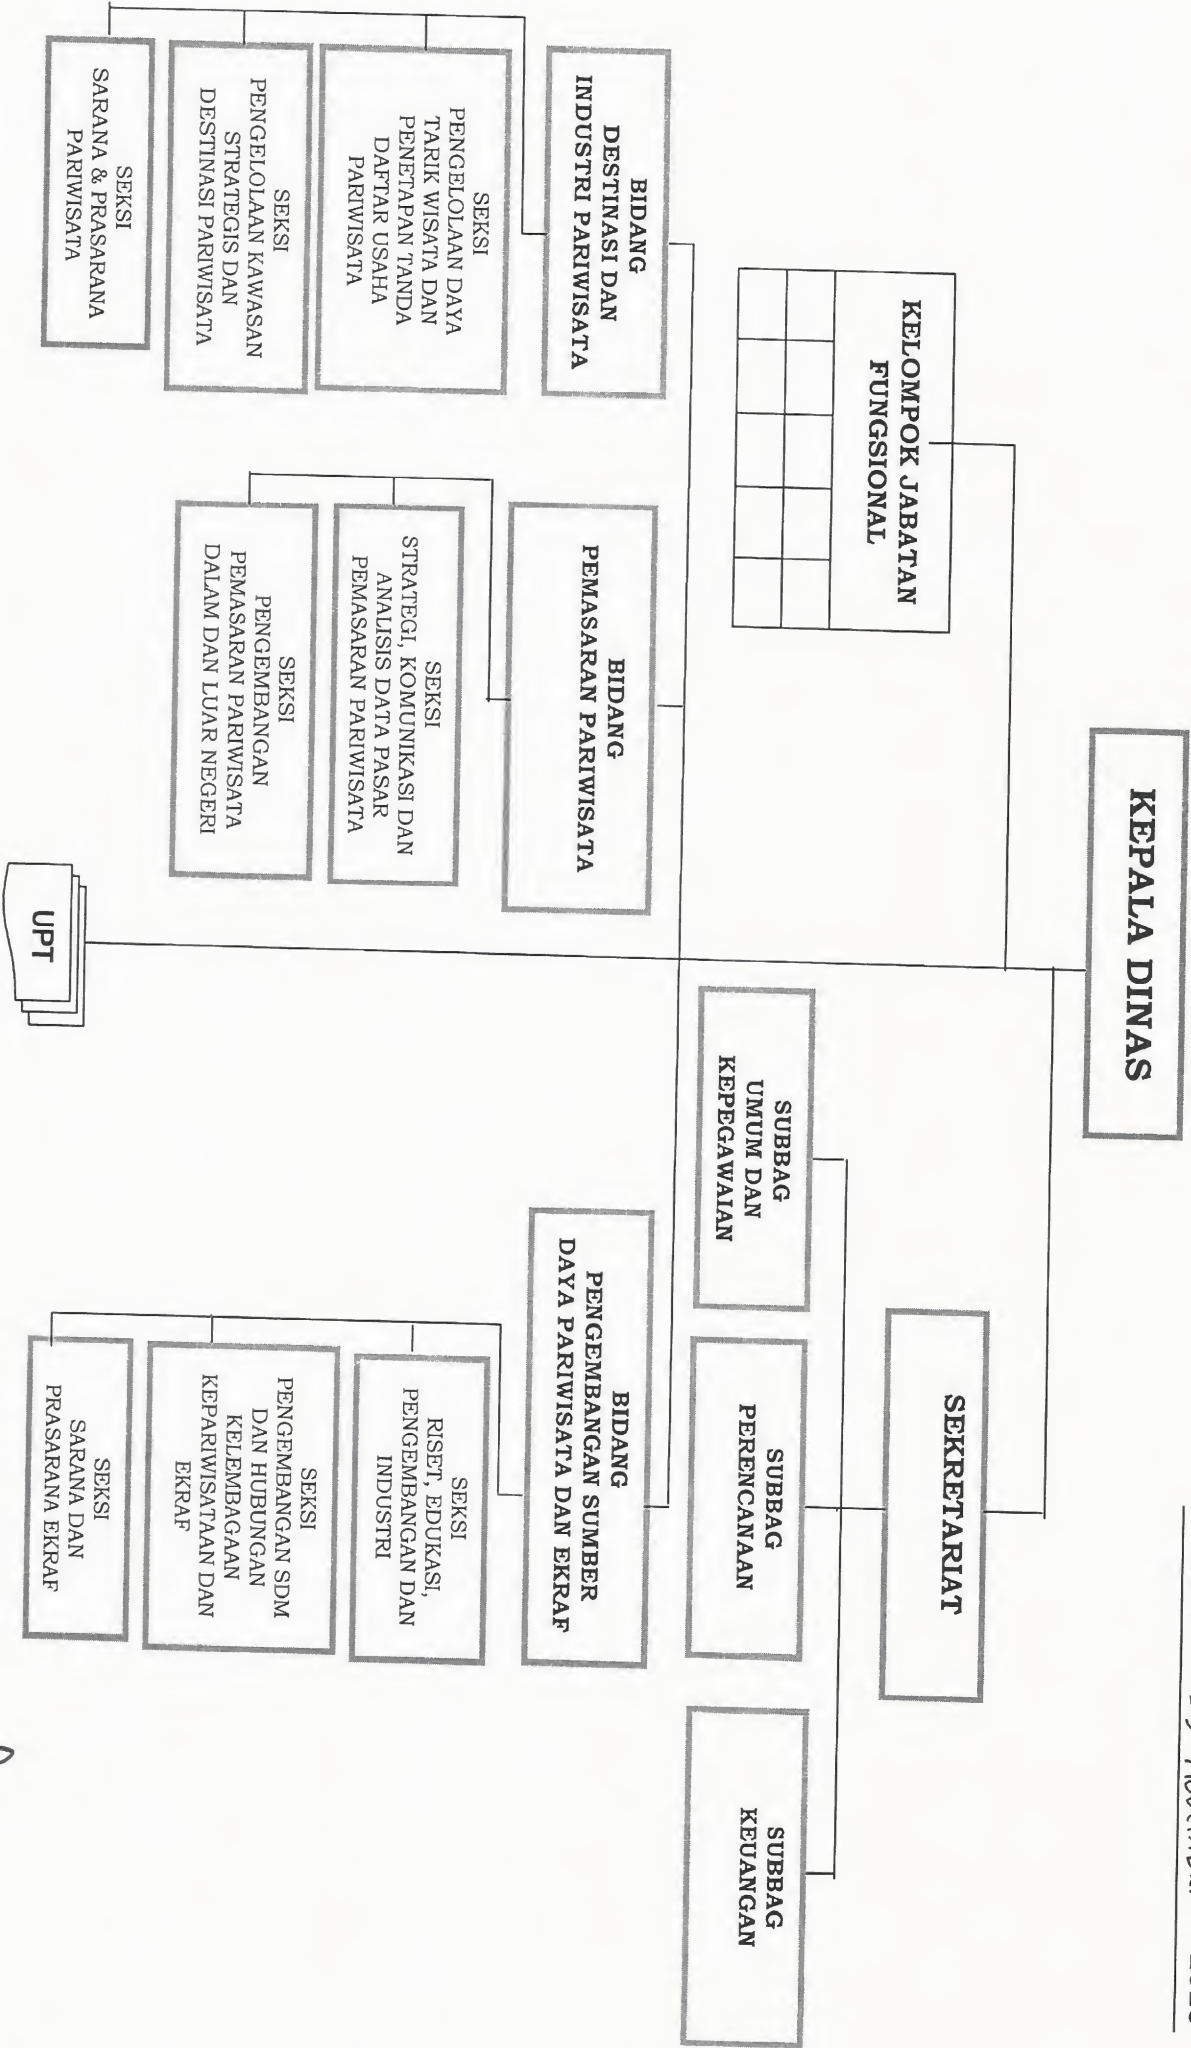 KEPALA DINAS
SEKRETARIAT
KELOMPOK JABATAN
FUNGSIONAL
SUBBAG
UMUM DAN
KEPEGAWAIAN
SUBBAG
PERENCANAAN
SUBBAG
KEUANGAN
BIDANG
DESTINASI DAN
INDUSTRI PARIWISATA
BIDANG
PEMASARAN PARIWISATA
BIDANG
PENGEMBANGAN SUMBER
DAYA PARIWISATA DAN EKRAF
SEKSI
PENGELOLAAN DAYA
TARIK WISATA DAN
PENETAPAN TANDA
DAFTAR USAHA
PARIWISATA
SEKSI
PENGELOLAAN KAWASAN
STRATEGIS DAN
DESTINASI PARIWISATA
SEKSI
SARANA & PRASARANA
PARIWISATA
SEKSI
STRATEGI, KOMUNIKASI DAN
ANALISIS DATA PASAR
PEMASARAN PARIWISATA
SEKSI
PENGEMBANGAN
PEMASARAN PARIWISATA
DALAM DAN LUAR NEGERI
SEKSI
RISET, EDUKASI,
PENGEMBANGAN DAN
INDUSTRI
SEKSI
PENGEMBANGAN SDM
DAN HUBUNGAN
KELEMBAGAAN
KEPARIWISATAAN DAN
EKRAF
SEKSI
SARANA DAN
PRASARANA EKRAF
UPT